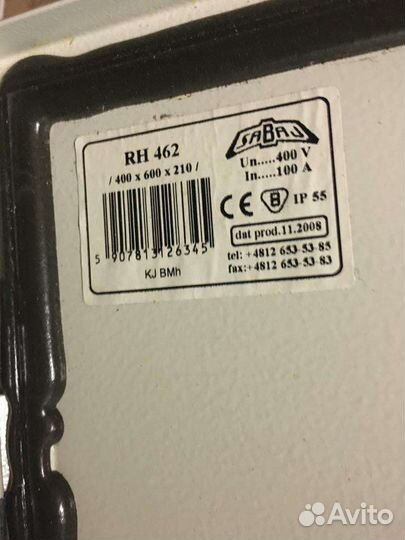 RH 462
/ 400 x 600 x 210 /
5 907813 126345
KJ BMh
SABAJ
Un.....400 V
In.....100 A
CE B IP 55
dat prod.11.2008
tel: +4812 653-53-85
fax:+4812 653-53-83
Avito